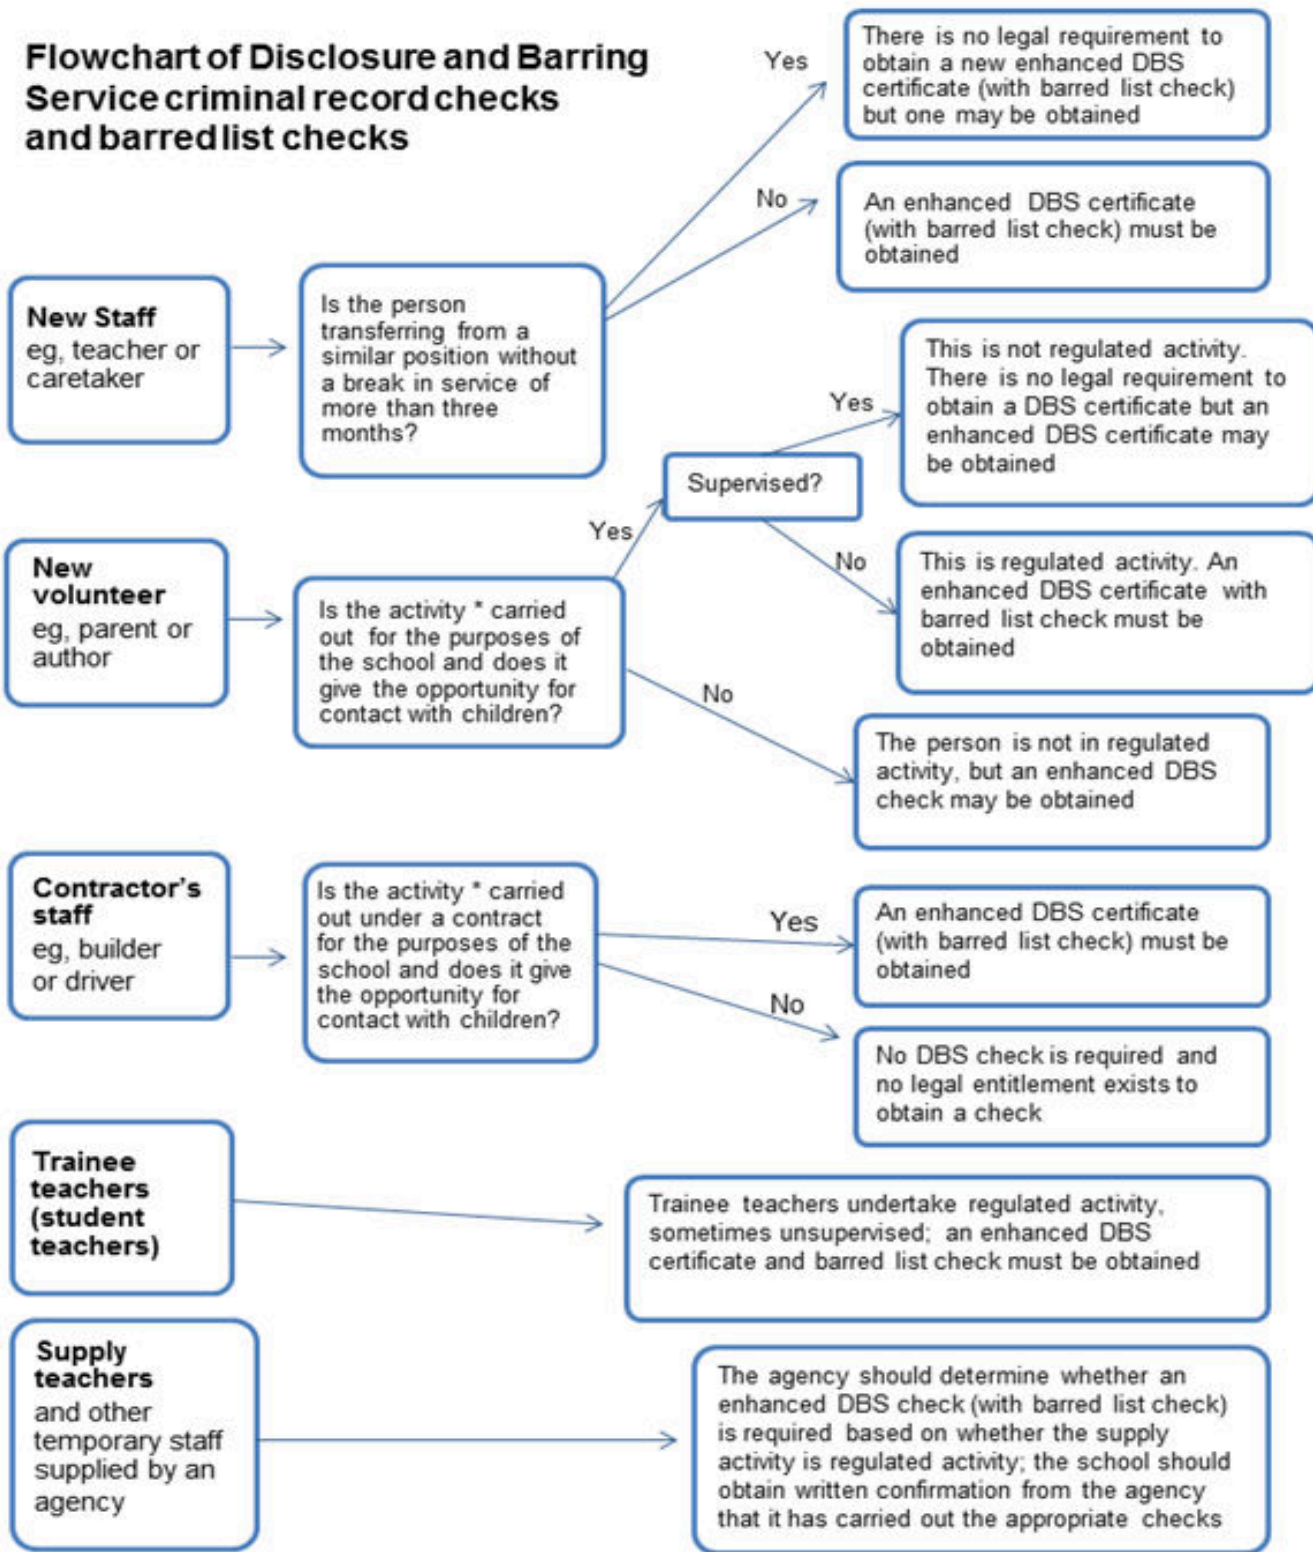 Flowchart of Disclosure and Barring
Service criminal record checks
and barred list checks
New Staff
eg, teacher or
caretaker
Is the person
transferring from a
similar position without
a break in service of
more than three
months?
Yes
There is no legal requirement to
obtain a new enhanced DBS
certificate (with barred list check)
but one may be obtained
No
An enhanced DBS certificate
(with barred list check) must be
obtained
New
volunteer
eg, parent or
author
Is the activity * carried
out for the purposes of
the school and does it
give the opportunity for
contact with children?
Yes
Supervised?
Yes
This is not regulated activity.
There is no legal requirement to
obtain a DBS certificate but an
enhanced DBS certificate may
be obtained
No
This is regulated activity. An
enhanced DBS certificate with
barred list check must be
obtained
No
The person is not in regulated
activity, but an enhanced DBS
check may be obtained
Contractor's
staff
eg, builder
or driver
Is the activity * carried
out under a contract
for the purposes of the
school and does it give
the opportunity for
contact with children?
Yes
An enhanced DBS certificate
(with barred list check) must be
obtained
No
No DBS check is required and
no legal entitlement exists to
obtain a check
Trainee
teachers
(student
teachers)
Trainee teachers undertake regulated activity,
sometimes unsupervised; an enhanced DBS
certificate and barred list check must be obtained
Supply
teachers
and other
temporary staff
supplied by an
agency
The agency should determine whether an
enhanced DBS check (with barred list check)
is required based on whether the supply
activity is regulated activity; the school should
obtain written confirmation from the agency
that it has carried out the appropriate checks